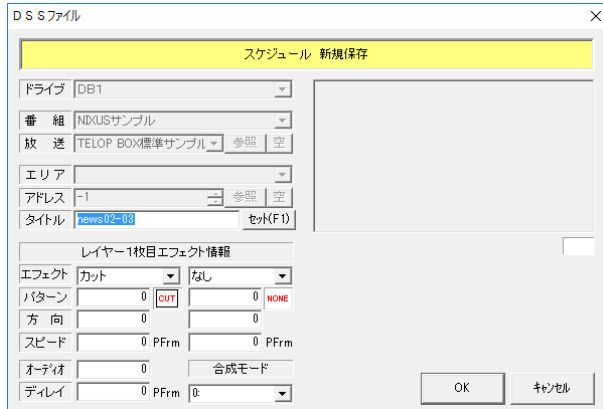 ＤＳＳファイル
スケジュール 新規保存
ドライブ DB1
番 組 NIXUSサンプル
放 送 TELOP BOX標準サンプル 参照 空
エリア
アドレス -1 参照 空
タイトル news02-03 セット(F1)
レイヤー1枚目エフェクト情報
エフェクト カット なし
パターン 0 CUT 0 NONE
方 向 0 0
スピード 0 PFrm 0 PFrm
オーディオ 0 合成モード
ディレイ 0 PFrm 0:
OK キャンセル